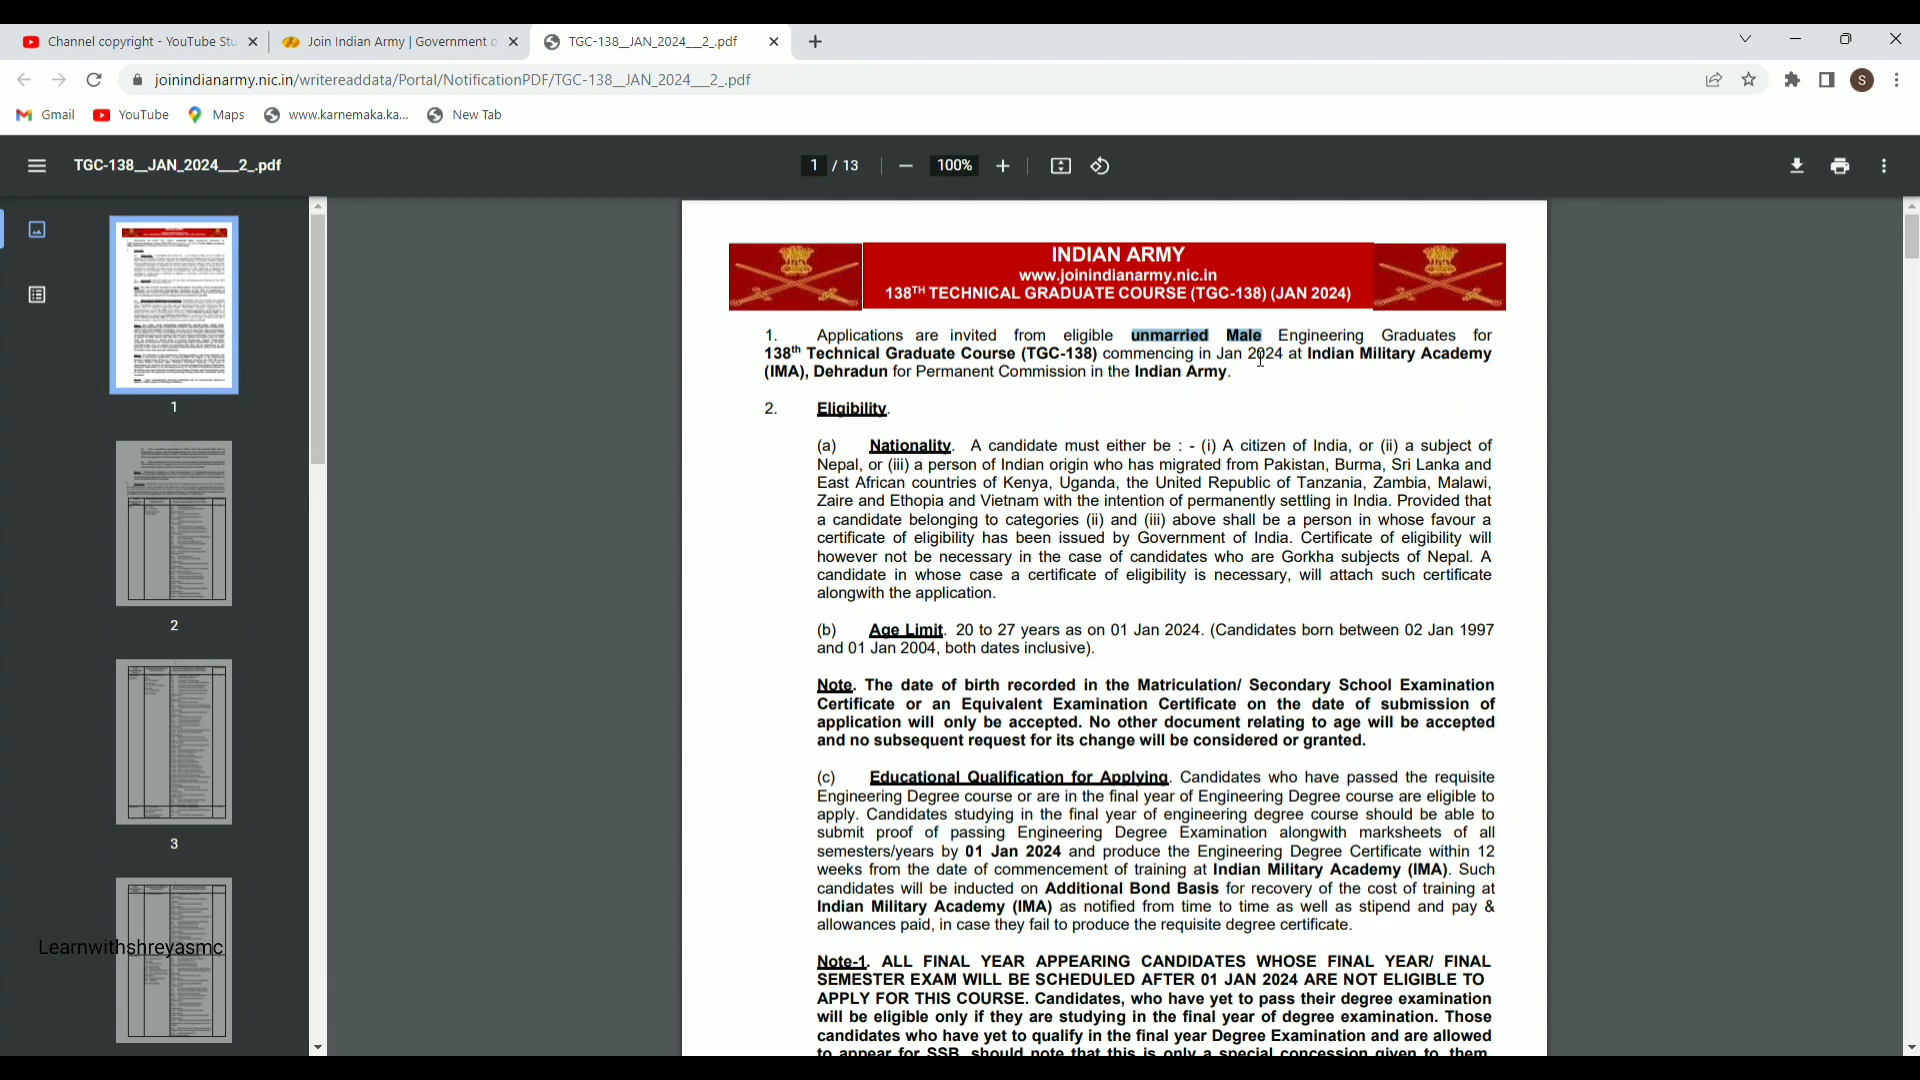 Channel copyright - YouTube Stu
Join Indian Army | Government o
TGC-138__JAN_2024___2_.pdf
joinindianarmy.nic.in/writereaddata/Portal/NotificationPDF/TGC-138__JAN_2024___2_.pdf
S
Gmail
YouTube
Maps
www.karnemaka.ka...
New Tab
TGC-138__JAN_2024___2_.pdf
1 / 13
100%
1
2
3
Learnwithshreyasmc
INDIAN ARMY
www.joinindianarmy.nic.in
138TH TECHNICAL GRADUATE COURSE (TGC-138) (JAN 2024)
1. Applications are invited from eligible unmarried Male Engineering Graduates for
138th Technical Graduate Course (TGC-138) commencing in Jan 2024 at Indian Military Academy
(IMA), Dehradun for Permanent Commission in the Indian Army.
2. Eligibility.
(a) Nationality. A candidate must either be : - (i) A citizen of India, or (ii) a subject of
Nepal, or (iii) a person of Indian origin who has migrated from Pakistan, Burma, Sri Lanka and
East African countries of Kenya, Uganda, the United Republic of Tanzania, Zambia, Malawi,
Zaire and Ethopia and Vietnam with the intention of permanently settling in India. Provided that
a candidate belonging to categories (ii) and (iii) above shall be a person in whose favour a
certificate of eligibility has been issued by Government of India. Certificate of eligibility will
however not be necessary in the case of candidates who are Gorkha subjects of Nepal. A
candidate in whose case a certificate of eligibility is necessary, will attach such certificate
alongwith the application.
(b) Age Limit. 20 to 27 years as on 01 Jan 2024. (Candidates born between 02 Jan 1997
and 01 Jan 2004, both dates inclusive).
Note. The date of birth recorded in the Matriculation/ Secondary School Examination
Certificate or an Equivalent Examination Certificate on the date of submission of
application will only be accepted. No other document relating to age will be accepted
and no subsequent request for its change will be considered or granted.
(c) Educational Qualification for Applying. Candidates who have passed the requisite
Engineering Degree course or are in the final year of Engineering Degree course are eligible to
apply. Candidates studying in the final year of engineering degree course should be able to
submit proof of passing Engineering Degree Examination alongwith marksheets of all
semesters/years by 01 Jan 2024 and produce the Engineering Degree Certificate within 12
weeks from the date of commencement of training at Indian Military Academy (IMA). Such
candidates will be inducted on Additional Bond Basis for recovery of the cost of training at
Indian Military Academy (IMA) as notified from time to time as well as stipend and pay &
allowances paid, in case they fail to produce the requisite degree certificate.
Note-1. ALL FINAL YEAR APPEARING CANDIDATES WHOSE FINAL YEAR/ FINAL
SEMESTER EXAM WILL BE SCHEDULED AFTER 01 JAN 2024 ARE NOT ELIGIBLE TO
APPLY FOR THIS COURSE. Candidates, who have yet to pass their degree examination
will be eligible only if they are studying in the final year of degree examination. Those
candidates who have yet to qualify in the final year Degree Examination and are allowed
to appear for SSB, should note that this is only a special concession given to them.